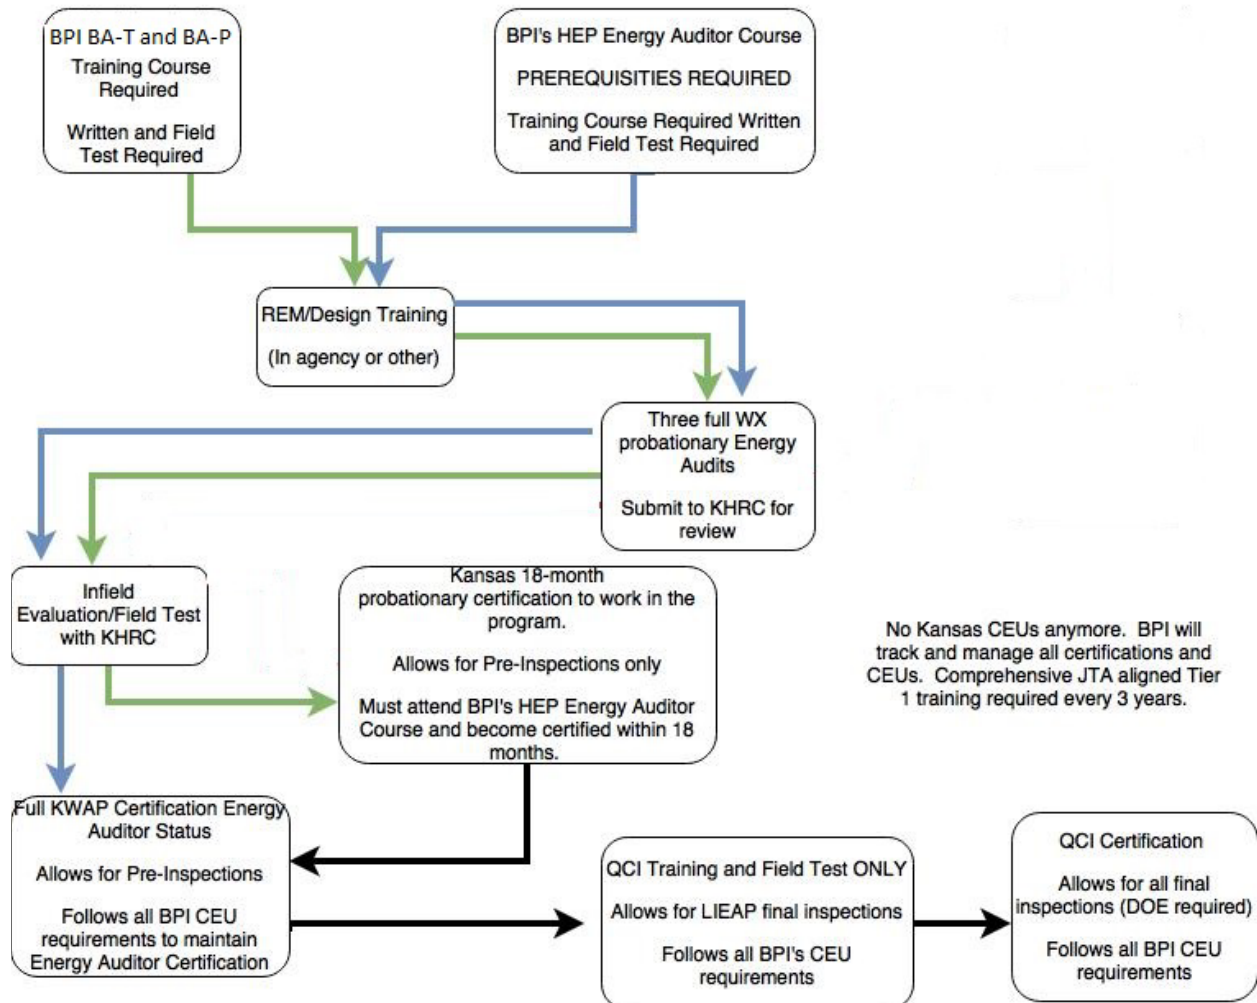 BPI BA-T and BA-P
Training Course
Required
Written and Field
Test Required
BPI's HEP Energy Auditor Course
PREREQUISITIES REQUIRED
Training Course Required Written
and Field Test Required
REM/Design Training
(In agency or other)
Three full WX
probationary Energy
Audits
Submit to KHRC for
review
Infield
Evaluation/Field Test
with KHRC
Kansas 18-month
probationary certification to work in the
program.
Allows for Pre-Inspections only
Must attend BPI's HEP Energy Auditor
Course and become certified within 18
months.
No Kansas CEUs anymore. BPI will
track and manage all certifications and
CEUs. Comprehensive JTA aligned Tier
1 training required every 3 years.
Full KWAP Certification Energy
Auditor Status
Allows for Pre-Inspections
Follows all BPI CEU
requirements to maintain
Energy Auditor Certification
QCI Training and Field Test ONLY
Allows for LIEAP final inspections
Follows all BPI's CEU
requirements
QCI Certification
Allows for all final
inspections (DOE required)
Follows all BPI CEU
requirements